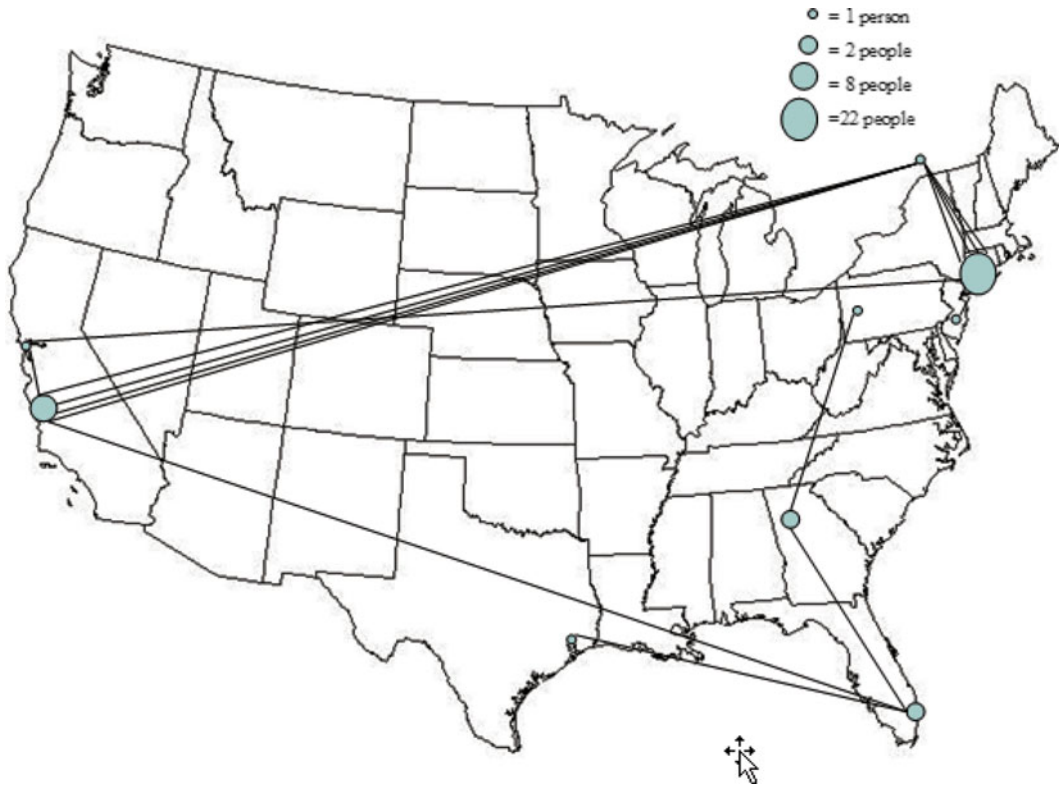 = 1 person
= 2 people
= 8 people
=22 people